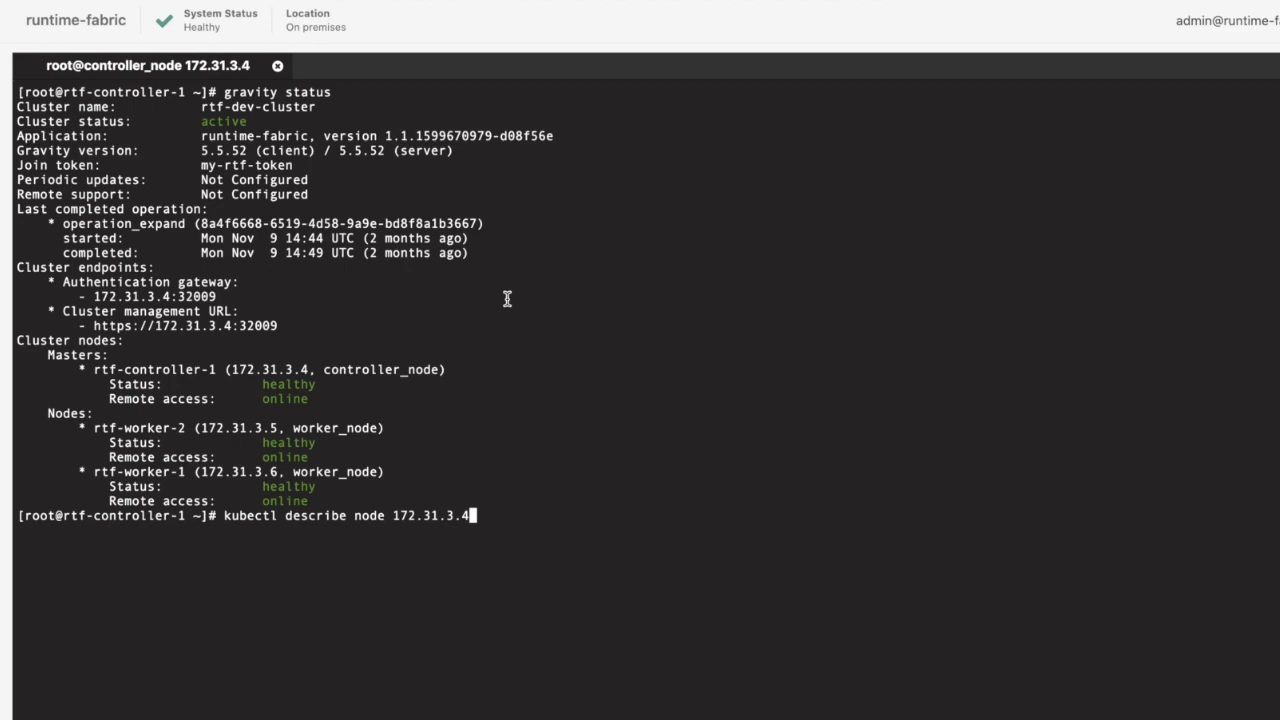 runtime-fabric
System Status
Healthy
Location
On premises
admin@runtime-fa
root@controller_node 172.31.3.4
[root@rtf-controller-1 ~]# gravity status
Cluster name: rtf-dev-cluster
Cluster status: active
Application: runtime-fabric, version 1.1.1599670979-d08f56e
Gravity version: 5.5.52 (client) / 5.5.52 (server)
Join token: my-rtf-token
Periodic updates: Not Configured
Remote support: Not Configured
Last completed operation:
* operation_expand (8a4f6668-6519-4d58-9a9e-bd8f8a1b3667)
started: Mon Nov  9 14:44 UTC (2 months ago)
completed: Mon Nov  9 14:49 UTC (2 months ago)
Cluster endpoints:
* Authentication gateway:
- 172.31.3.4:32009
* Cluster management URL:
- https://172.31.3.4:32009
Cluster nodes:
Masters:
* rtf-controller-1 (172.31.3.4, controller_node)
Status: healthy
Remote access: online
Nodes:
* rtf-worker-2 (172.31.3.5, worker_node)
Status: healthy
Remote access: online
* rtf-worker-1 (172.31.3.6, worker_node)
Status: healthy
Remote access: online
[root@rtf-controller-1 ~]# kubectl describe node 172.31.3.4